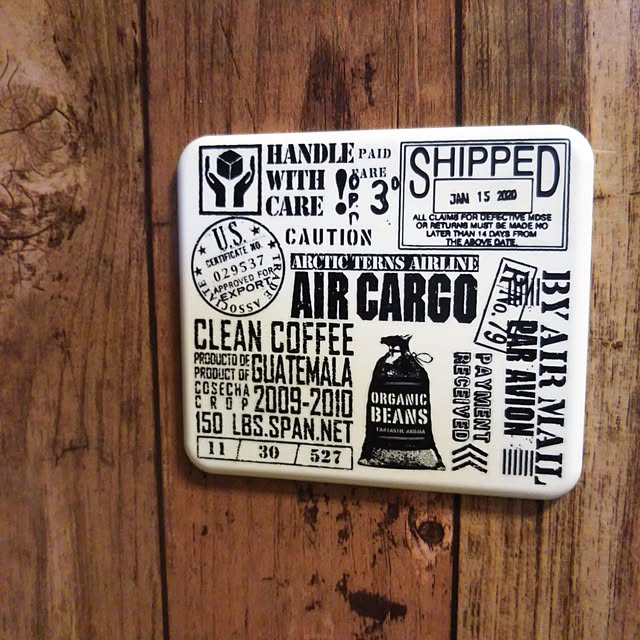 HANDLE
WITH
CARE
PAID
3
CAUTION
SHIPPED
JAN 15 2020
ALL CLAIMS FOR DEFECTIVE MDSE
OR RETURNS MUST BE MADE NO
LATER THAN 14 DAYS FROM
THE ABOVE DATE.
U.S.
CERTIFICATE NO.
029537
APPROVED FOR
EXPORT
ASSOCIATE
ARCTIC TERNS AIRLINE
AIR CARGO
CLEAN COFFEE
PRODUCTO DE
PRODUCT OF
GUATEMALA
COSECHA
CROP
2009-2010
150 LBS.SPAN.NET
11 30 527
ORGANIC
BEANS
FANTASTIC AROMA
PAYMENT
RECEIVED
No. 79
PAR AVION
BY AIR MAIL